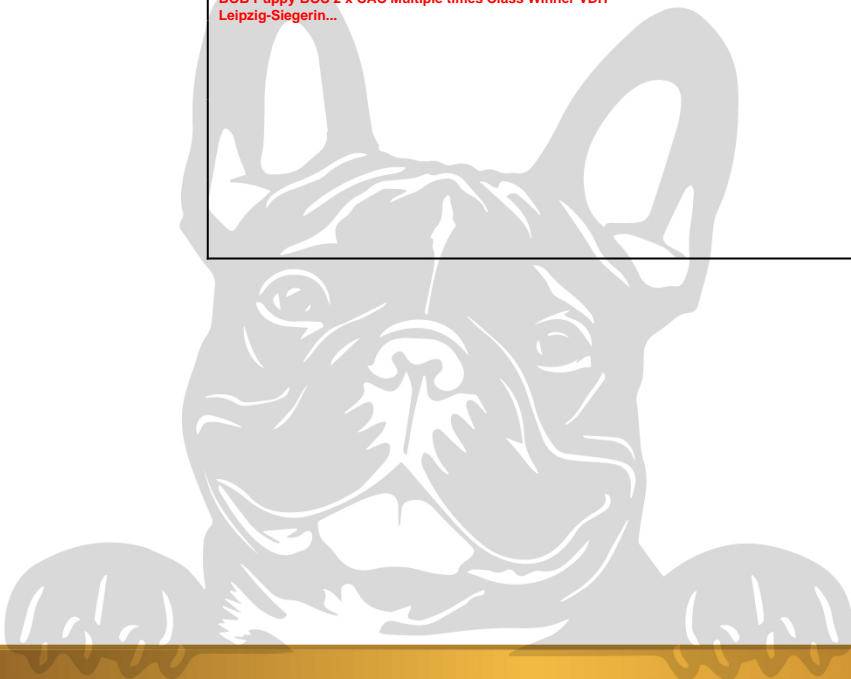 BOB Puppy BOS 2 x CAC Multiple times Class Winner VDH
Leipzig-Siegerin...